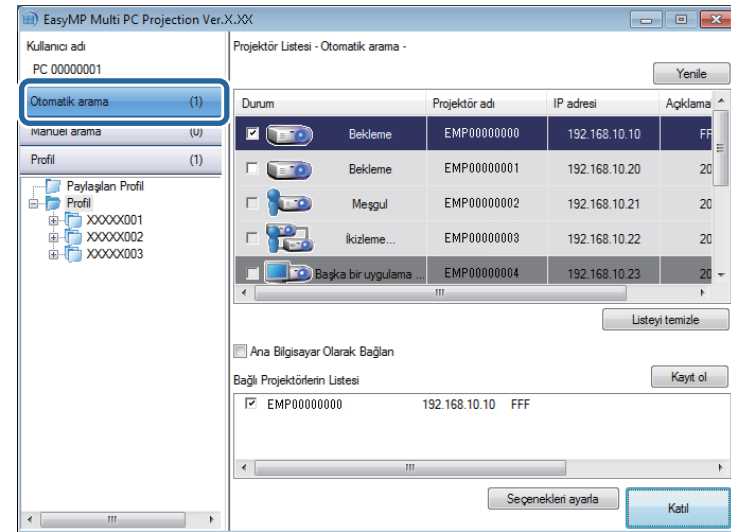 EasyMP Multi PC Projection Ver.X.XX
Kullanıcı adı
PC 00000001
Otomatik arama (1)
Manuel arama (0)
Profil (1)
Paylaşılan Profil
Profil
XXXXX001
XXXXX002
XXXXX003
Projektör Listesi - Otomatik arama -
Yenile
Durum Projektör adı IP adresi Açıklama
Bekleme EMP00000000 192.168.10.10 FF
Bekleme EMP00000001 192.168.10.20 20
Meşgul EMP00000002 192.168.10.21 20
İkizleme... EMP00000003 192.168.10.22 20
Başka bir uygulama ... EMP00000004 192.168.10.23 20
Listeyi temizle
Ana Bilgisayar Olarak Bağlan
Bağlı Projektörlerin Listesi
Kayıt ol
EMP00000000 192.168.10.10 FFF
Seçenekleri ayarla
Katıl